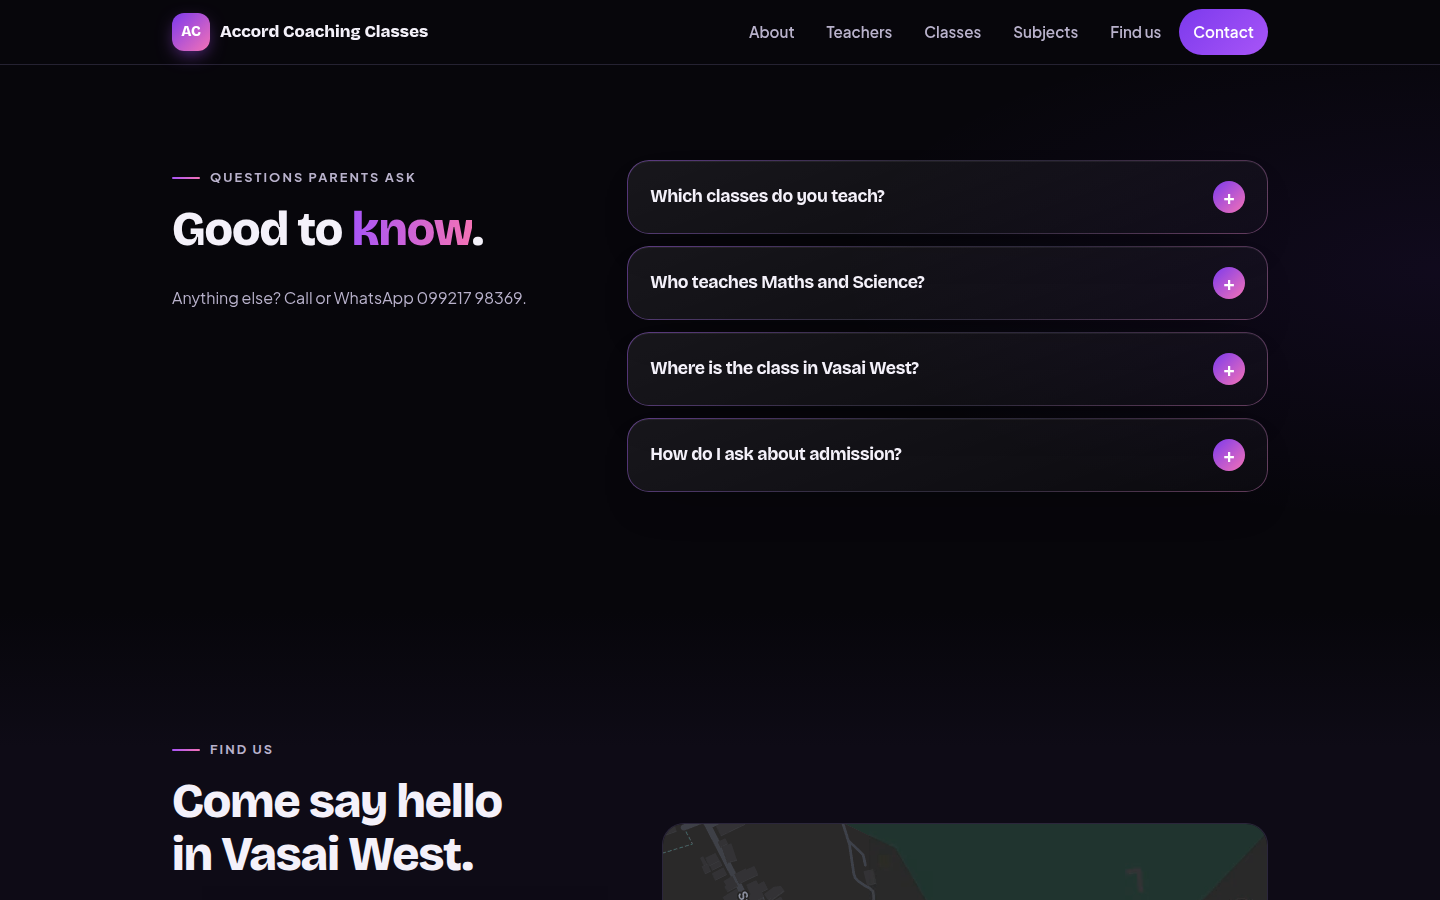 AC
Accord Coaching Classes
About
Teachers
Classes
Subjects
Find us
Contact
QUESTIONS PARENTS ASK
Good to know.
Anything else? Call or WhatsApp 099217 98369.
Which classes do you teach?
+
Who teaches Maths and Science?
+
Where is the class in Vasai West?
+
How do I ask about admission?
+
FIND US
Come say hello
in Vasai West.